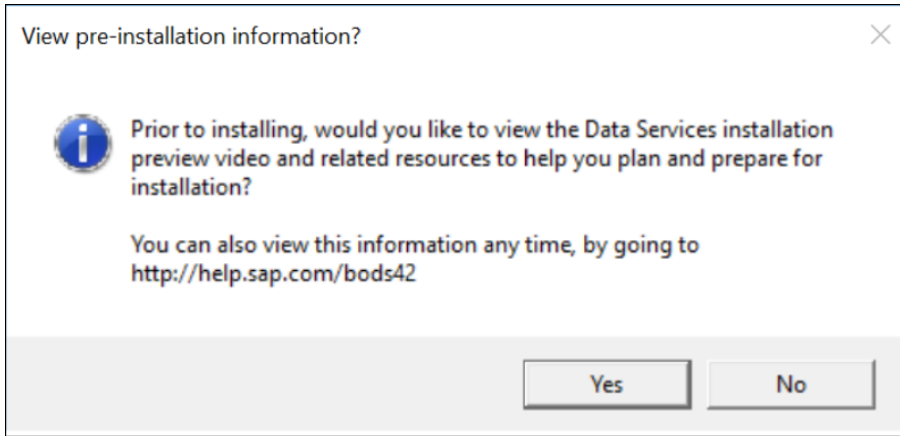 View pre-installation information?
Prior to installing, would you like to view the Data Services installation
preview video and related resources to help you plan and prepare for
installation?
You can also view this information any time, by going to
http://help.sap.com/bods42
Yes
No